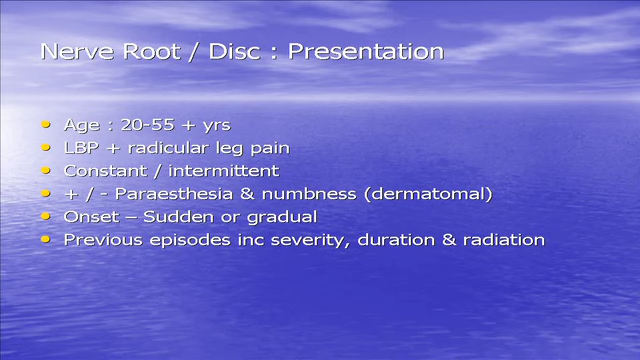 Nerve Root / Disc : Presentation
Age : 20-55 + yrs
LBP + radicular leg pain
Constant / intermittent
+ / - Paraesthesia & numbness (dermatomal)
Onset – Sudden or gradual
Previous episodes inc severity, duration & radiation